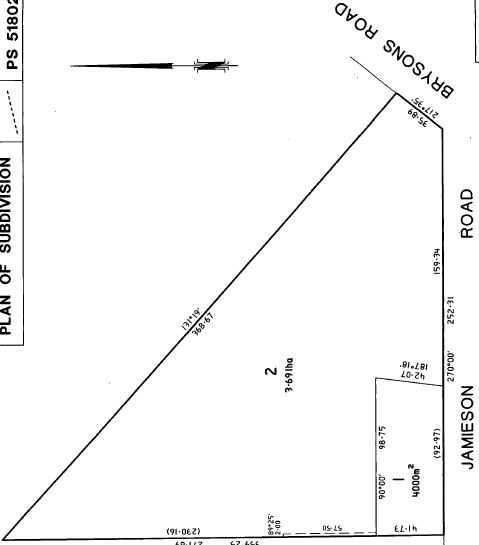 PLAN OF SUBDIVISION
PS 51802
BRYSONS ROAD
217°35'
35·89
131°19'
368·67
2
3·691ha
159·34
252·31
270°00'
ROAD
JAMIESON
187°18'
42·07
98·75
90°00'
1
4000m²
(92·97)
41·73
57·50
89°25'
2·00
(230·16)